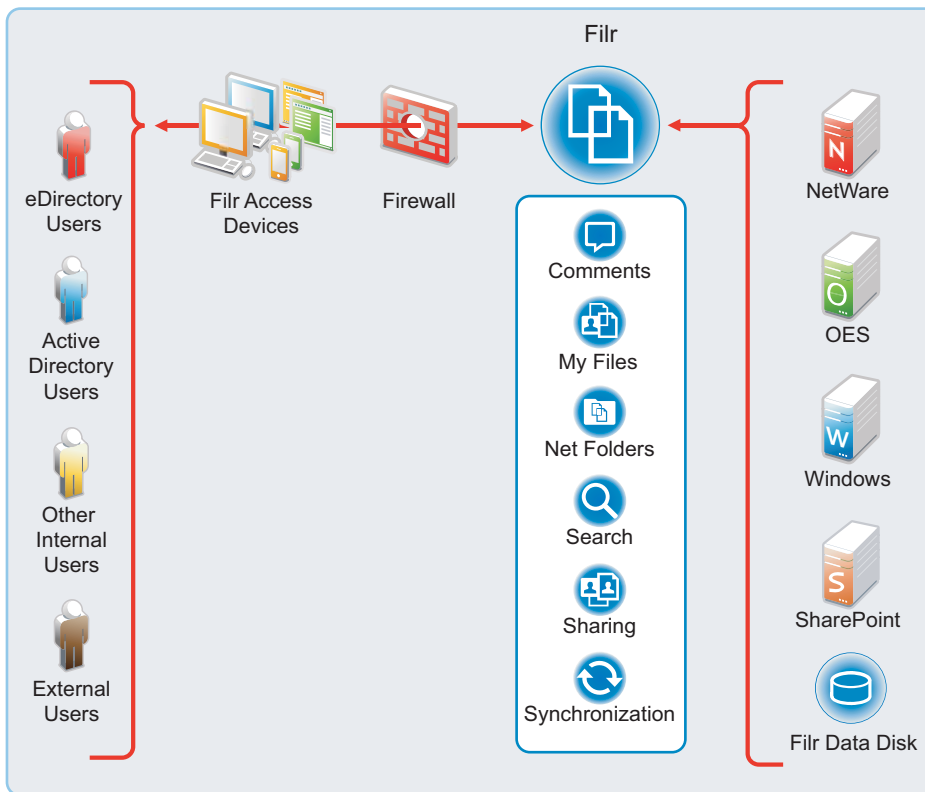 Filr
eDirectory
Users
Active
Directory
Users
Other
Internal
Users
External
Users
Filr Access
Devices
Firewall
Comments
My Files
Net Folders
Search
Sharing
Synchronization
N
NetWare
O
OES
W
Windows
S
SharePoint
Filr Data Disk